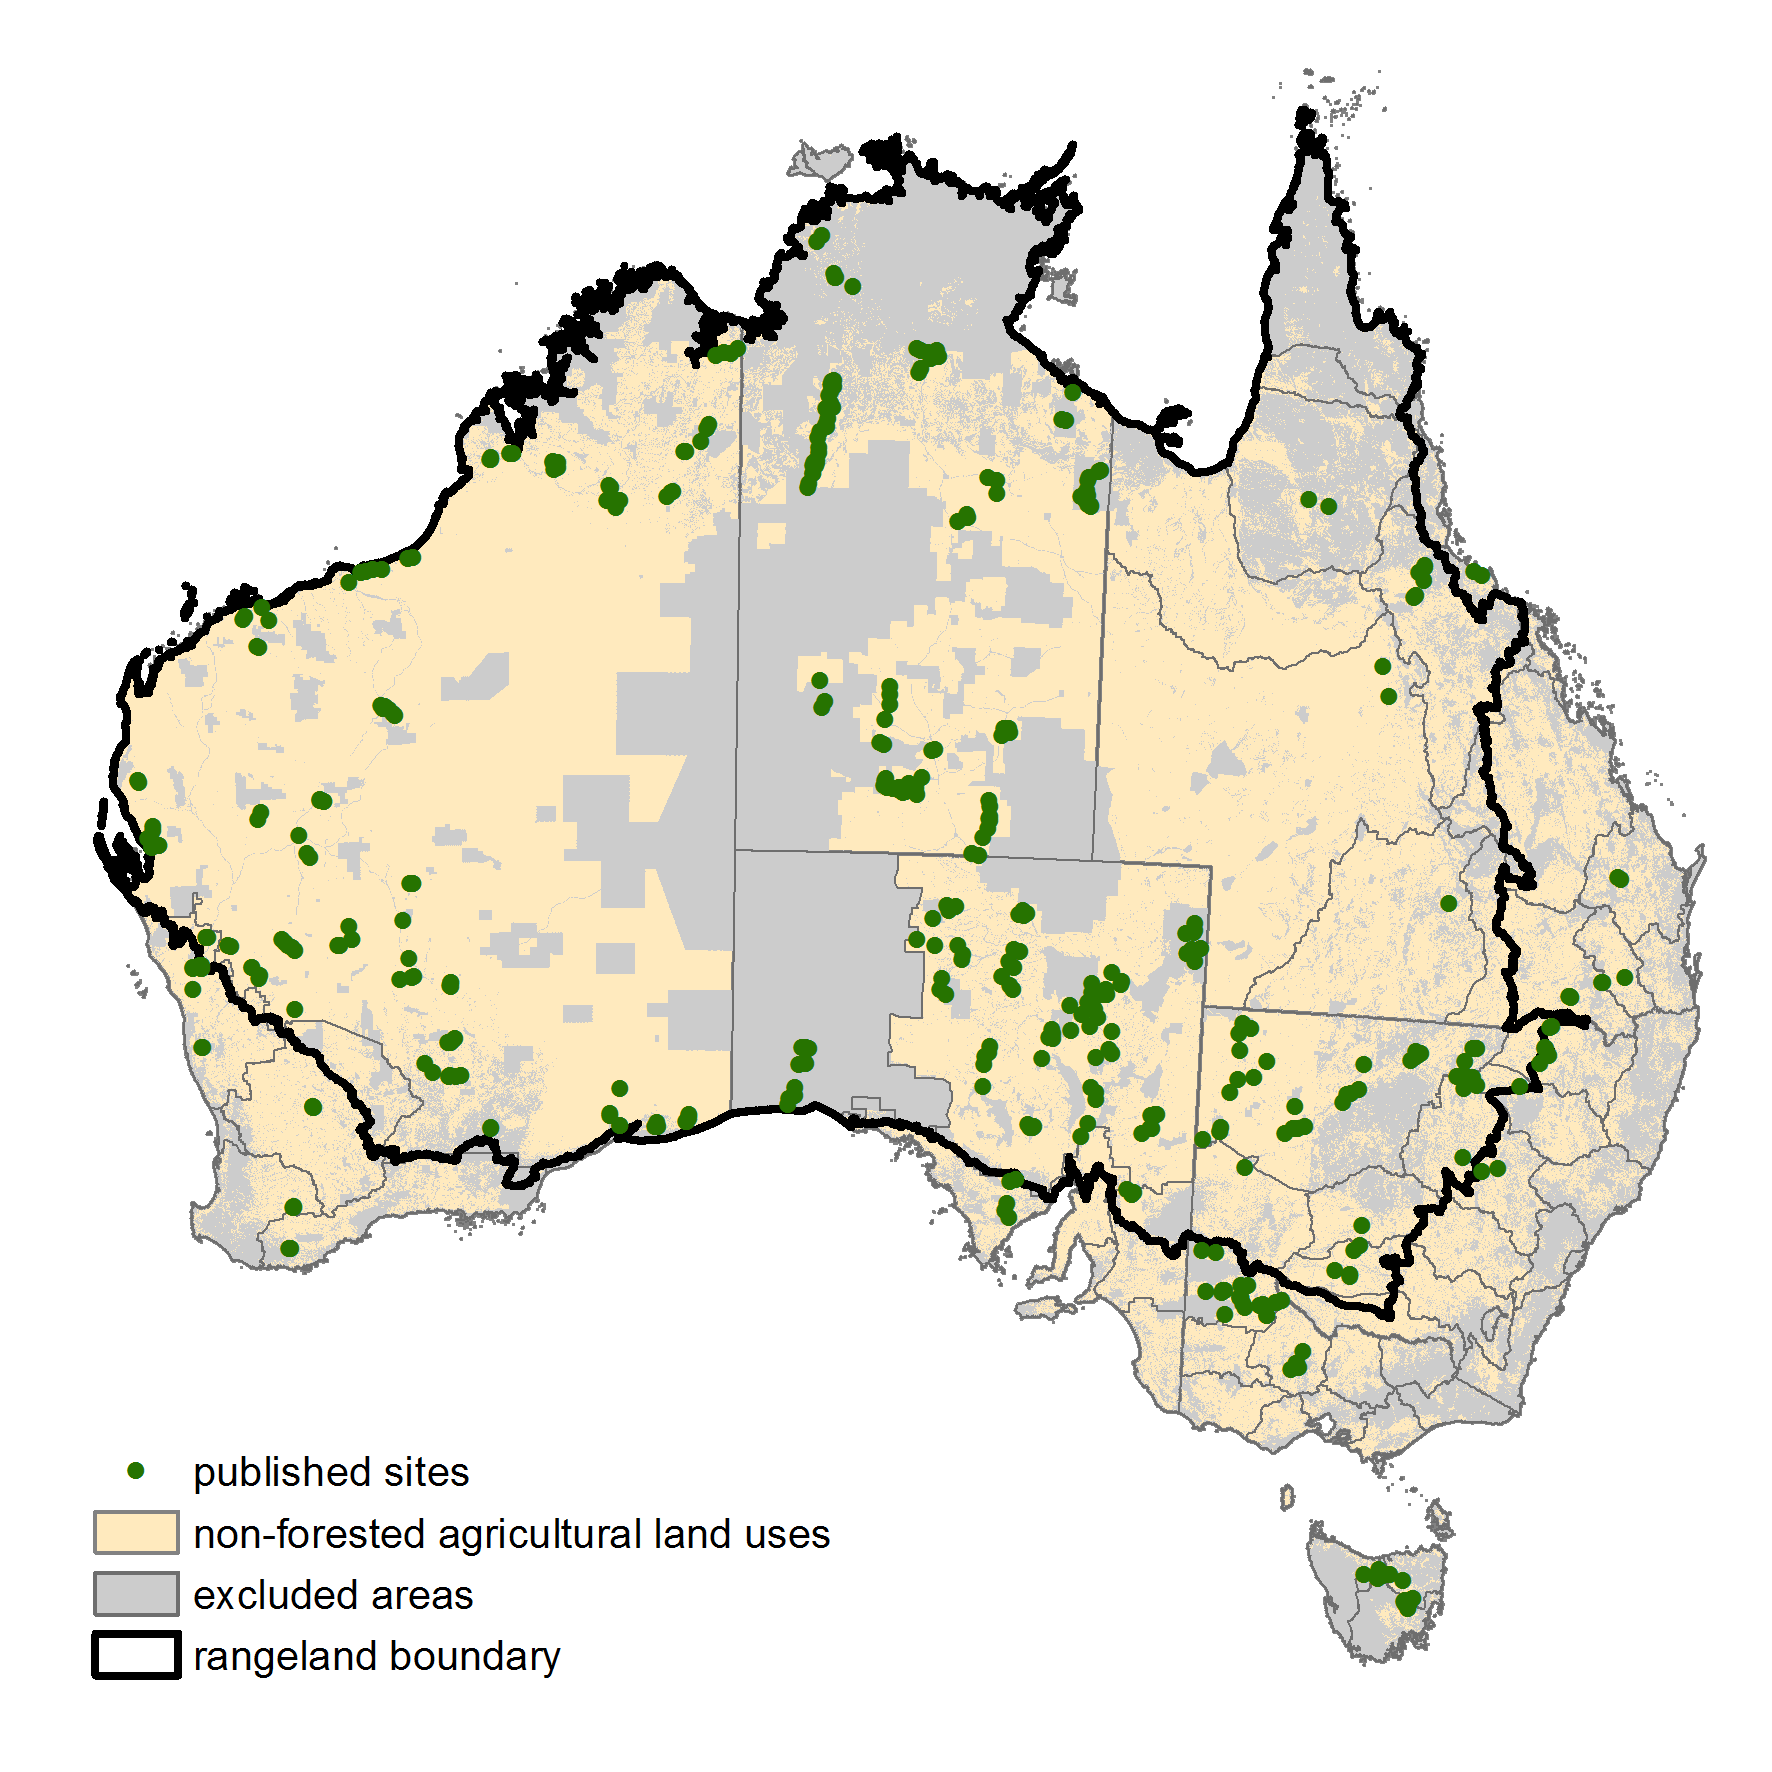 published sites
non-forested agricultural land uses
excluded areas
rangeland boundary